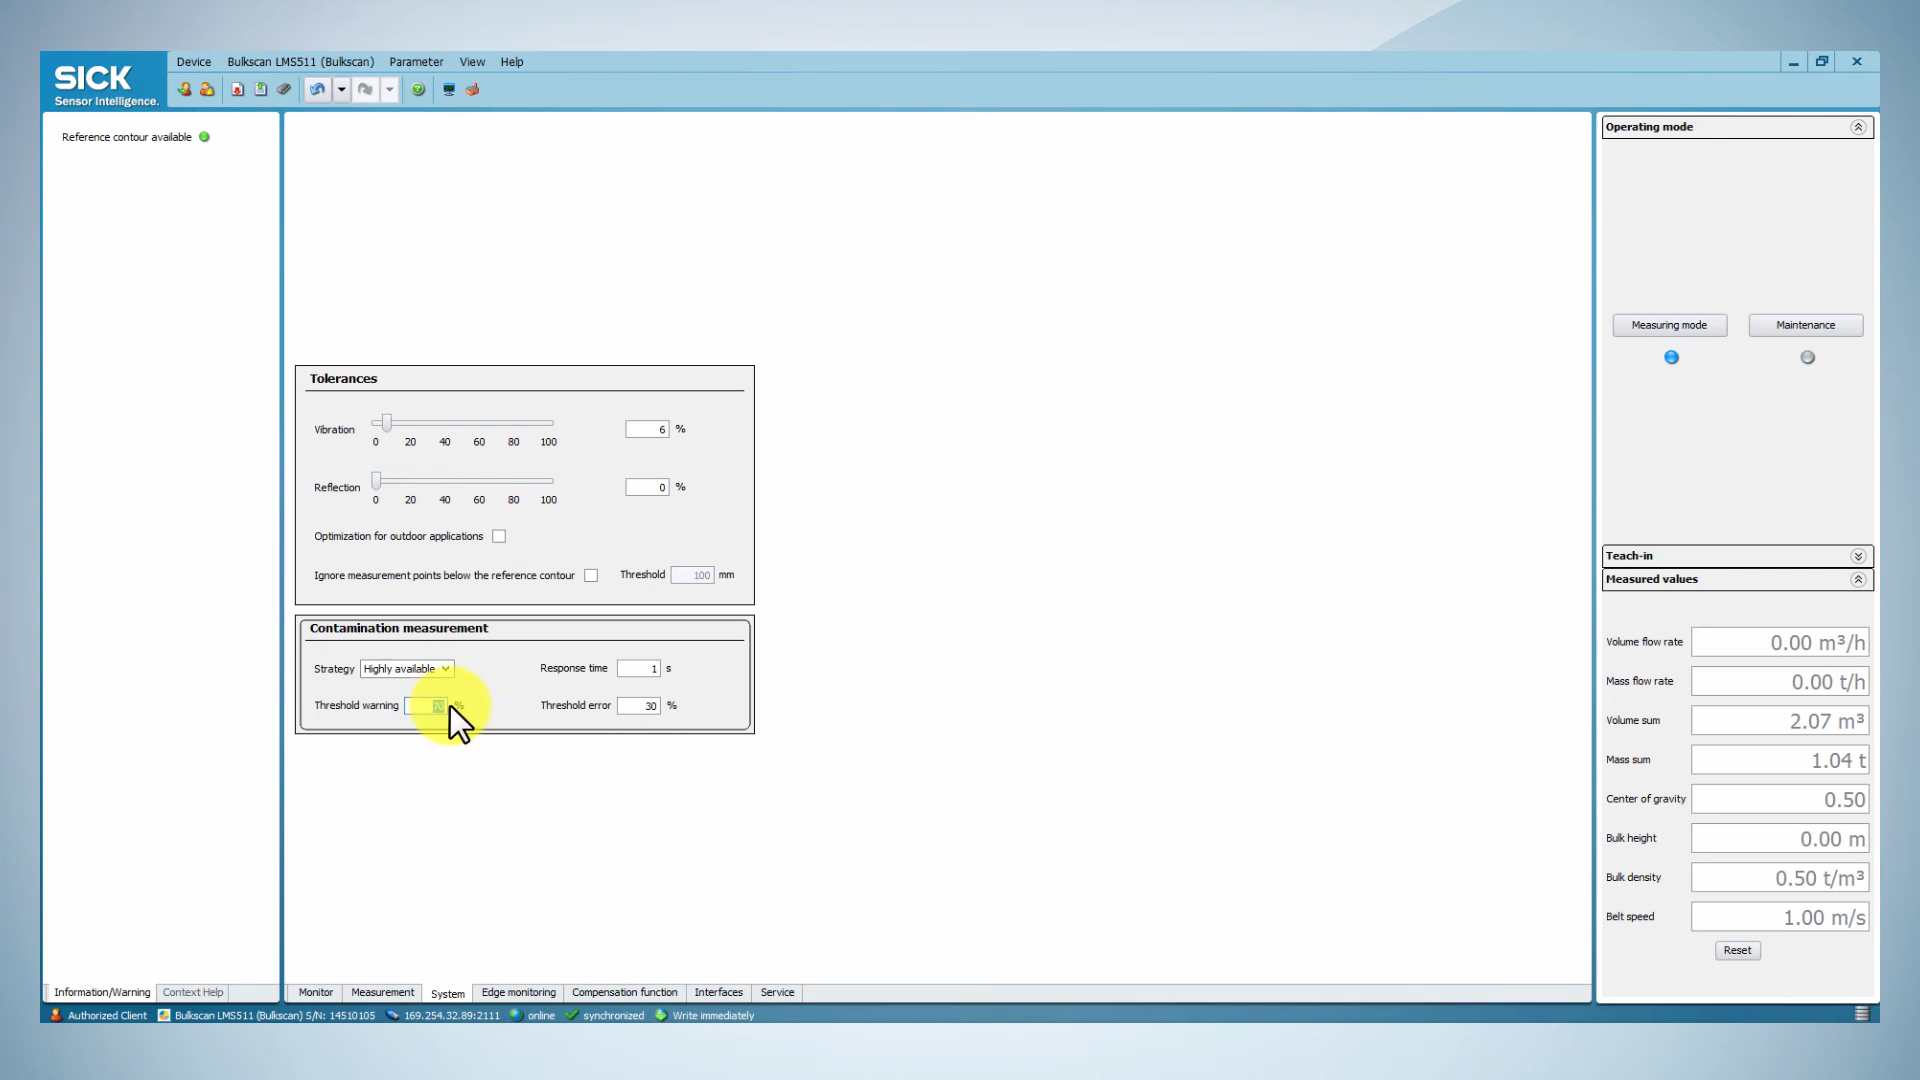 SICK
Sensor Intelligence.
Device Bulkscan LMS511 (Bulkscan) Parameter View Help
Reference contour available
Tolerances
Vibration
0 20 40 60 80 100
6 %
Reflection
0 20 40 60 80 100
0 %
Optimization for outdoor applications
Ignore measurement points below the reference contour Threshold 100 mm
Contamination measurement
Strategy Highly available Response time 1 s
Threshold warning 70 % Threshold error 30 %
Operating mode
Measuring mode Maintenance
Teach-in
Measured values
Volume flow rate 0.00 m³/h
Mass flow rate 0.00 t/h
Volume sum 2.07 m³
Mass sum 1.04 t
Center of gravity 0.50
Bulk height 0.00 m
Bulk density 0.50 t/m³
Belt speed 1.00 m/s
Reset
Information/Warning Context Help
Monitor Measurement System Edge monitoring Compensation function Interfaces Service
Authorized Client Bulkscan LMS511 (Bulkscan) S/N: 14510105 169.254.32.89:2111 online synchronized Write immediately